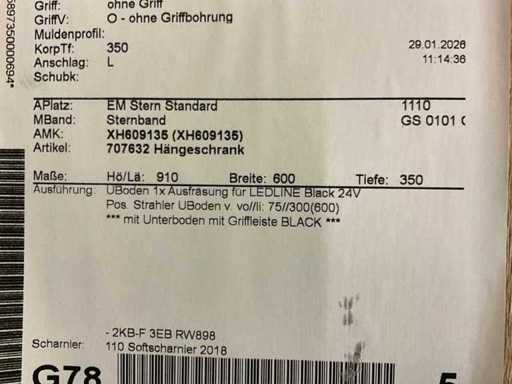 Griff: ohne Griff
GriffV: O - ohne Griffbohrung
Muldenprofil:
KorpTf: 350 29.01.2026
Anschlag: L 11:14:36
Schubk:
APlatz: EM Stern Standard 1110
MBand: Sternband GS 0101
AMK: XH609135 (XH609135)
Artikel: 707632 Hängeschrank
Maße: Hö/Lä: 910 Breite: 600 Tiefe: 350
Ausführung: UBoden 1x Ausfräsung für LEDLINE Black 24V
Pos. Strahler UBoden v. vo//li: 75//300(600)
*** mit Unterboden mit Griffleiste BLACK ***
- 2KB-F 3EB RW898
Scharnier: 110 Softscharnier 2018
G78
8973500000694*